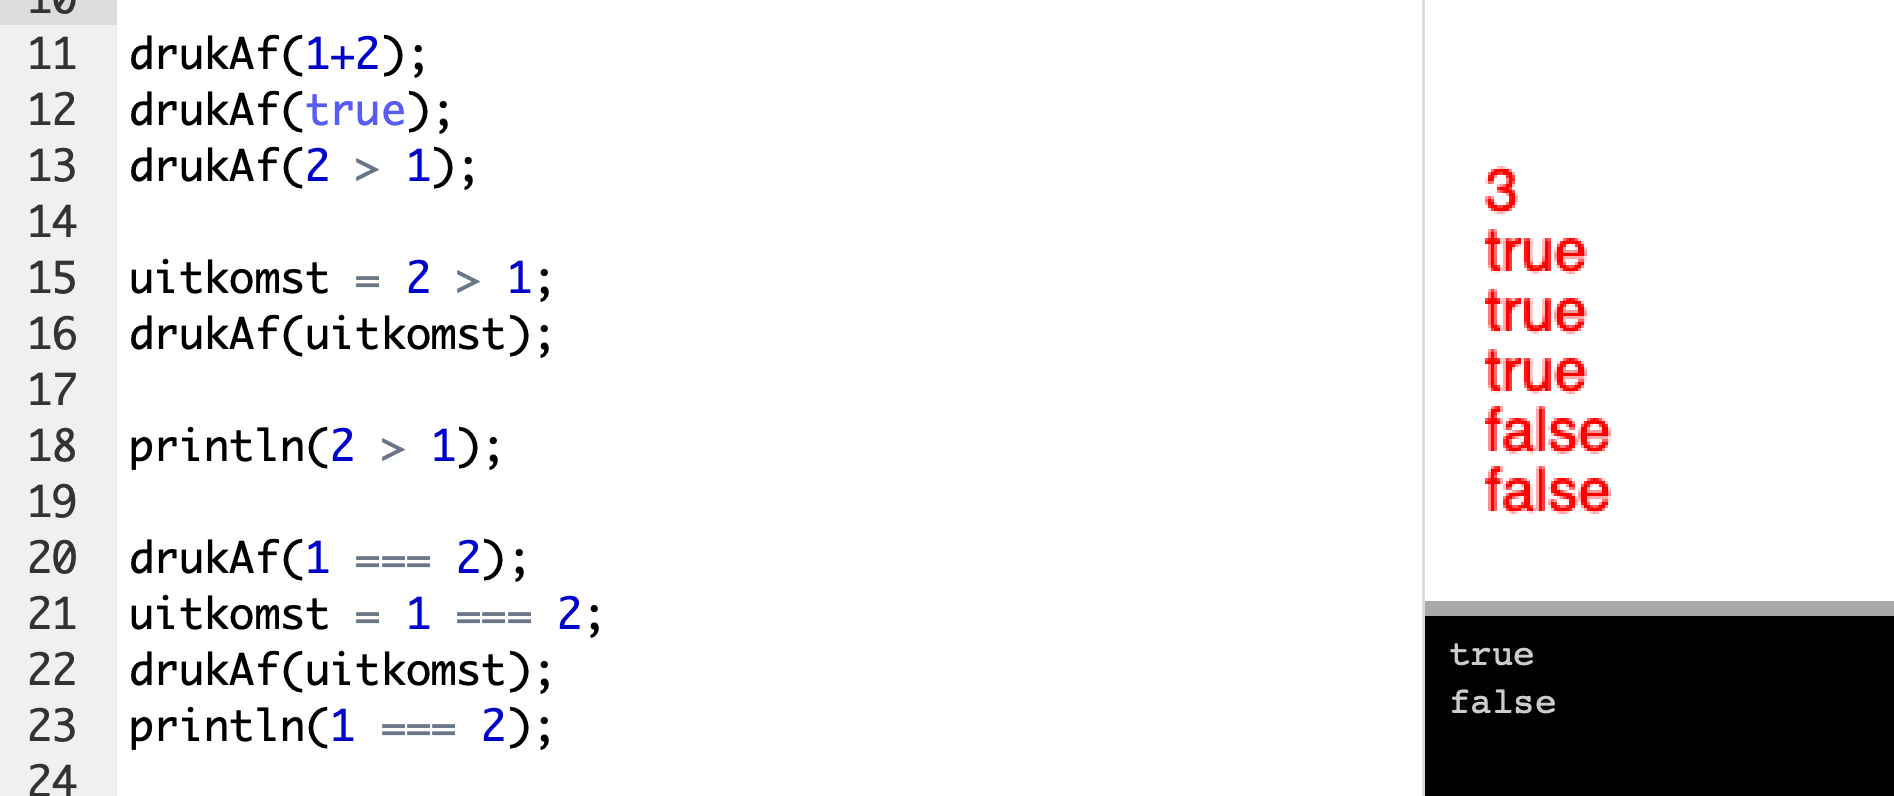 10
11 drukAf(1+2);
12 drukAf(true);
13 drukAf(2 > 1);
14
15 uitkomst = 2 > 1;
16 drukAf(uitkomst);
17
18 println(2 > 1);
19
20 drukAf(1 === 2);
21 uitkomst = 1 === 2;
22 drukAf(uitkomst);
23 println(1 === 2);
24
3
true
true
true
false
false
true
false